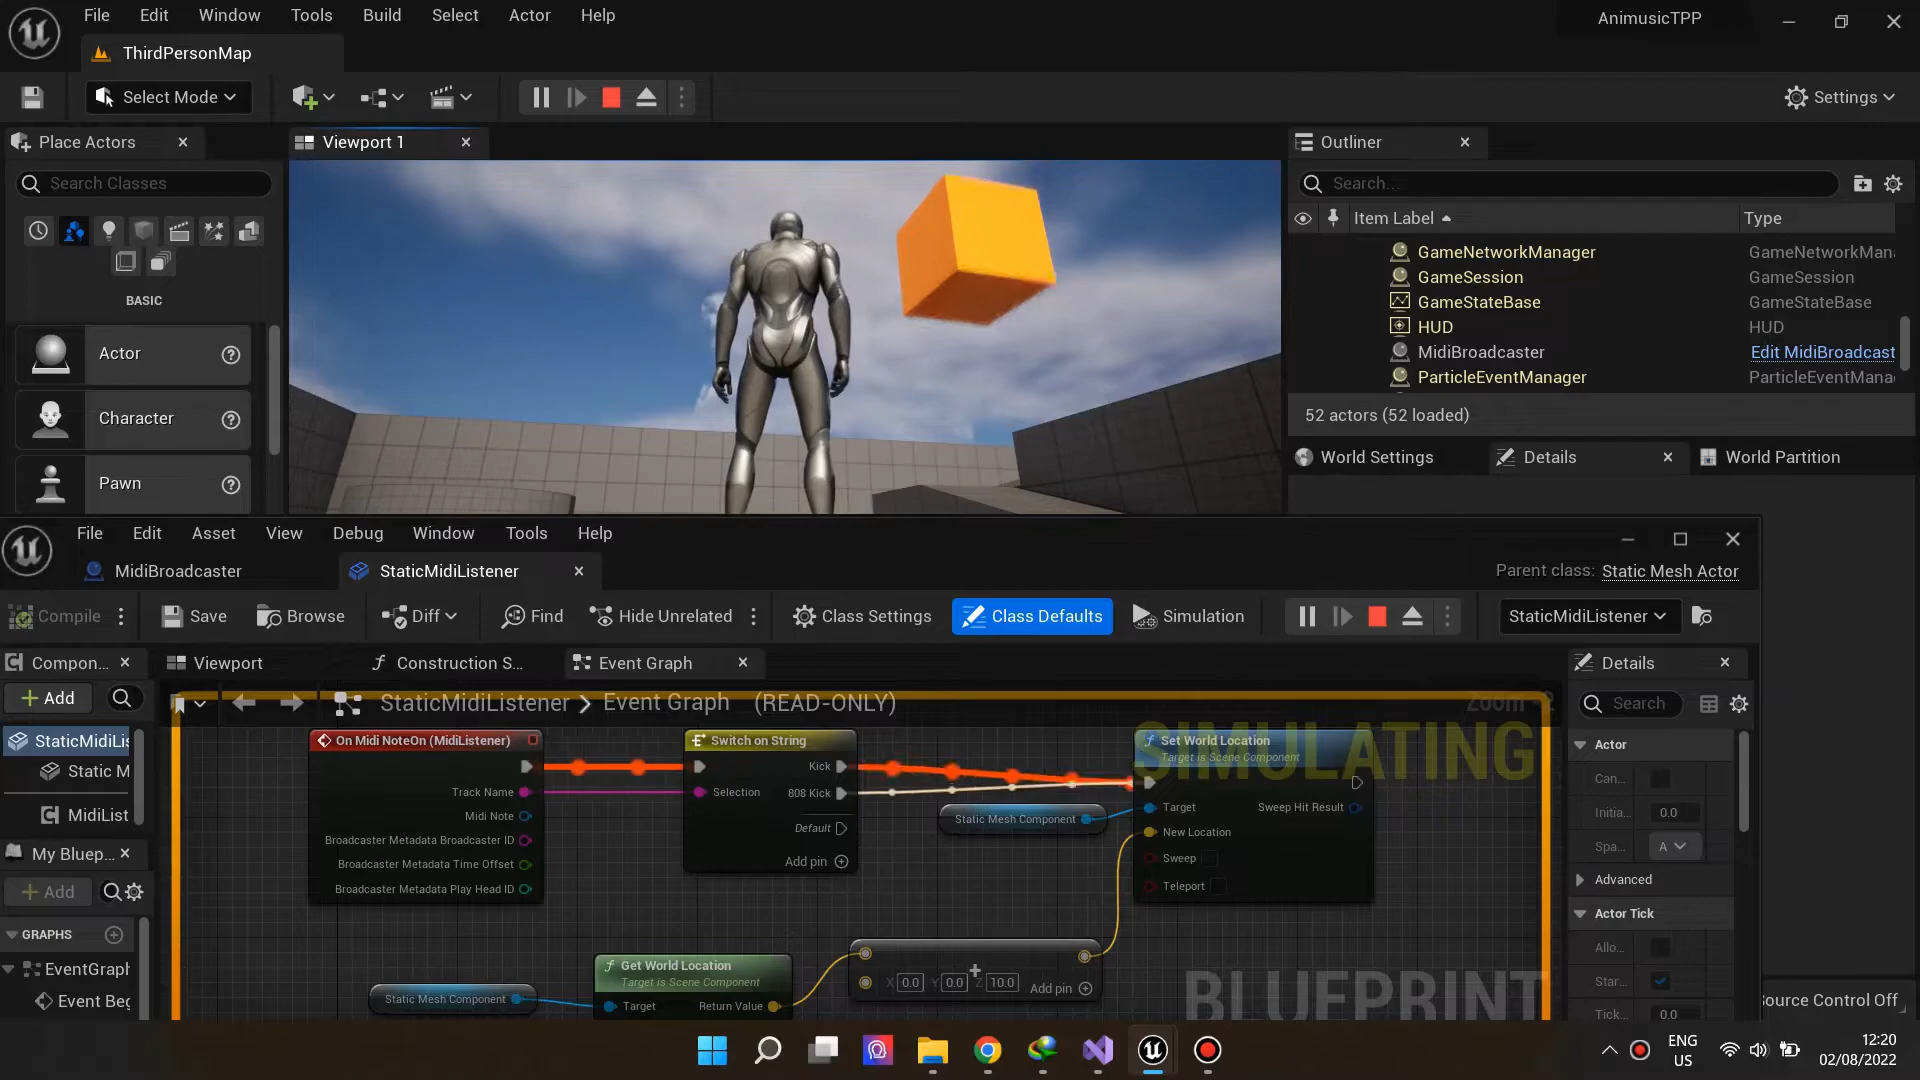 File Edit Window Tools Build Select Actor Help
AnimusicTPP
ThirdPersonMap
Select Mode
Settings
Place Actors
Viewport 1
Outliner
Search Classes
Search...
Item Label
Type
GameNetworkManager GameNetworkMan
GameSession GameSession
GameStateBase GameStateBase
HUD HUD
MidiBroadcaster Edit MidiBroadcast
ParticleEventManager ParticleEventMana
BASIC
Actor
Character
Pawn
52 actors (52 loaded)
World Settings Details World Partition
File Edit Asset View Debug Window Tools Help
MidiBroadcaster
StaticMidiListener
Parent class: Static Mesh Actor
Compile Save Browse Diff Find Hide Unrelated Class Settings Class Defaults Simulation StaticMidiListener
Compon... Viewport Construction S... Event Graph Details
Add
StaticMidiListener Event Graph (READ-ONLY)
Zoom -2
Search
SIMULATING
StaticMidiLis
Static M
MidiList
My Bluep...
Add
GRAPHS
EventGraph
Event Beg
On Midi NoteOn (MidiListener)
Track Name
Midi Note
Broadcaster Metadata Broadcaster ID
Broadcaster Metadata Time Offset
Broadcaster Metadata Play Head ID
Switch on String
Kick
Selection 808 Kick
Default
Add pin
Static Mesh Component
Set World Location
Target is Scene Component
Target Sweep Hit Result
New Location
Sweep
Teleport
Get World Location
Target is Scene Component
Target Return Value
Static Mesh Component
X 0.0 Y 0.0 Z 10.0 Add pin
BLUEPRINT
Actor
Can...
Initia... 0.0
Spa... A
Advanced
Actor Tick
Allo...
Star...
Tick... 0.0
Source Control Off
ENG
US
12:20
02/08/2022